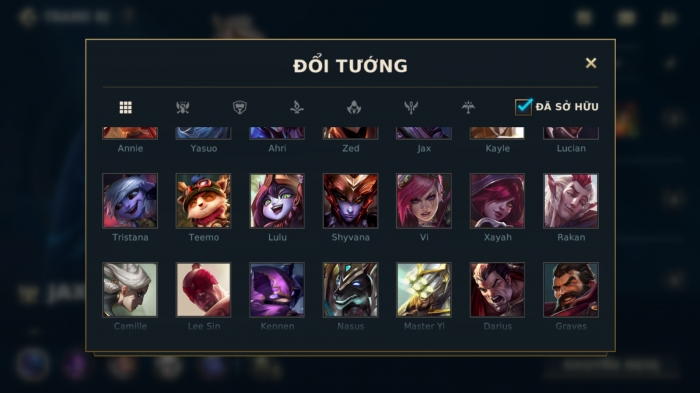 ĐỔI TƯỚNG
ĐÃ SỞ HỮU
Annie Yasuo Ahri Zed Jax Kayle Lucian
Tristana Teemo Lulu Shyvana Vi Xayah Rakan
Camille Lee Sin Kennen Nasus Master Yi Darius Graves